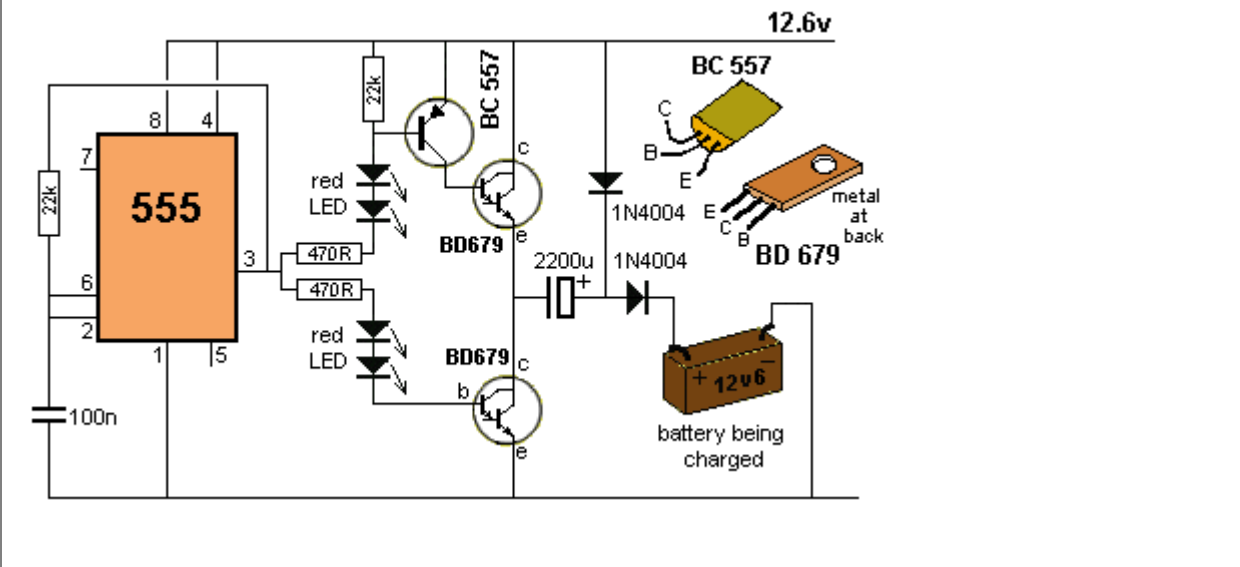 12.6v
BC 557
22k
BC 557
C
B
E
8
4
7
c
red
LED
1N4004
metal
at
back
E
C
B
BD 679
22k
555
BD679
e
3
470R
2200u
1N4004
+
6
470R
2
red
LED
BD679
c
1
5
b
+
12v6
−
100n
battery being
charged
e